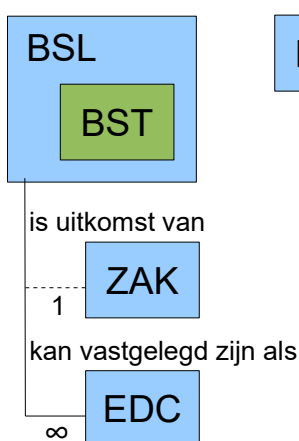 BSL
BST
is uitkomst van
ZAK
1
kan vastgelegd zijn als
EDC
∞